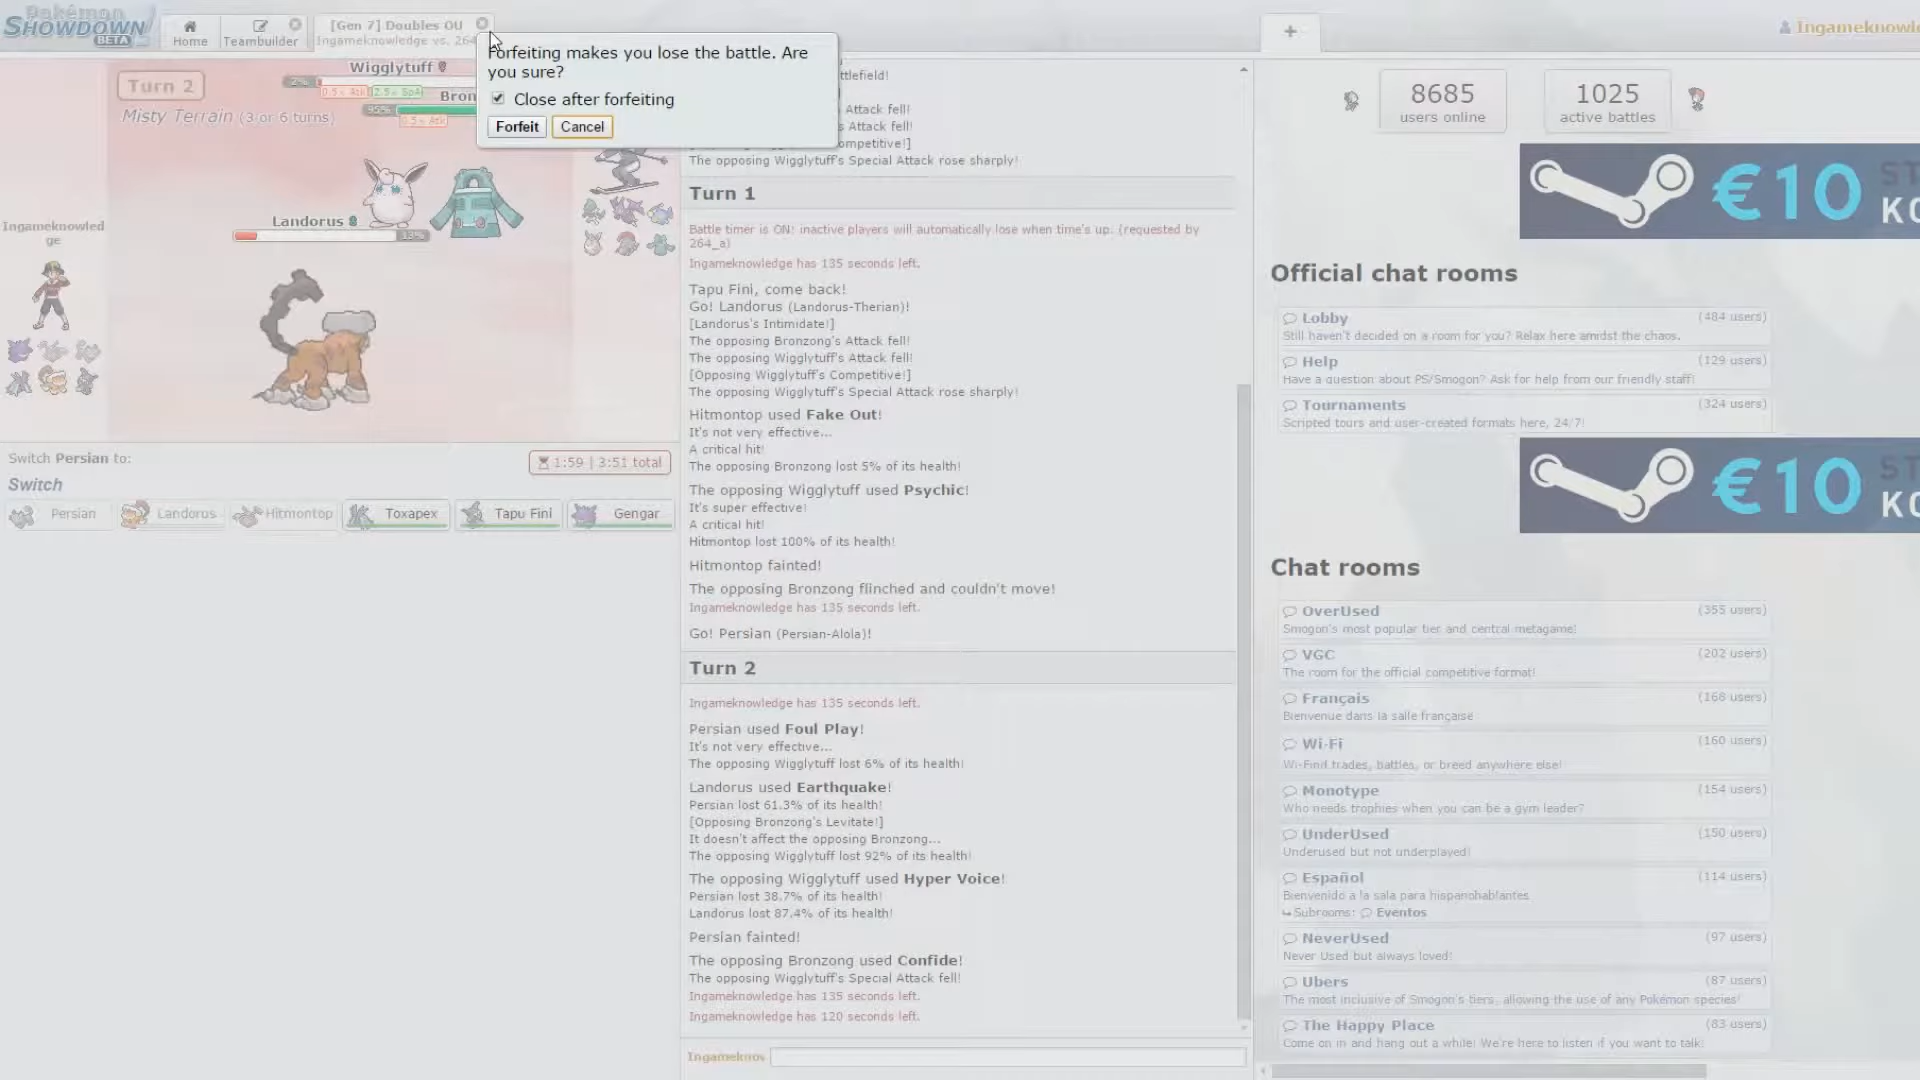 Pokémon
SHOWDOWN
BETA
Home
Teambuilder
[Gen 7] Doubles OU
Ingameknowledge vs. 264
+
Ingameknowle
Forfeiting makes you lose the battle. Are
you sure?
Close after forfeiting
Forfeit
Cancel
Turn 2
Misty Terrain (3 or 6 turns)
Wigglytuff
2%
0.5× Atk
2.5× SpA
Bron
95%
0.5× Atk
Landorus
Ingameknowled
ge
Switch Persian to:
1:59 | 3:51 total
Switch
Persian
Landorus
Hitmontop
Toxapex
Tapu Fini
Gengar
ttlefield!
Attack fell!
s Attack fell!
ompetitive!]
The opposing Wigglytuff's Special Attack rose sharply!
Turn 1
Battle timer is ON: inactive players will automatically lose when time's up. (requested by
264_a)
Ingameknowledge has 135 seconds left.
Tapu Fini, come back!
Go! Landorus (Landorus-Therian)!
[Landorus's Intimidate!]
The opposing Bronzong's Attack fell!
The opposing Wigglytuff's Attack fell!
[Opposing Wigglytuff's Competitive!]
The opposing Wigglytuff's Special Attack rose sharply!
Hitmontop used Fake Out!
It's not very effective...
A critical hit!
The opposing Bronzong lost 5% of its health!
The opposing Wigglytuff used Psychic!
It's super effective!
A critical hit!
Hitmontop lost 100% of its health!
Hitmontop fainted!
The opposing Bronzong flinched and couldn't move!
Ingameknowledge has 135 seconds left.
Go! Persian (Persian-Alola)!
Turn 2
Ingameknowledge has 135 seconds left.
Persian used Foul Play!
It's not very effective...
The opposing Wigglytuff lost 6% of its health!
Landorus used Earthquake!
Persian lost 61.3% of its health!
[Opposing Bronzong's Levitate!]
It doesn't affect the opposing Bronzong...
The opposing Wigglytuff lost 92% of its health!
The opposing Wigglytuff used Hyper Voice!
Persian lost 38.7% of its health!
Landorus lost 87.4% of its health!
Persian fainted!
The opposing Bronzong used Confide!
The opposing Wigglytuff's Special Attack fell!
Ingameknowledge has 135 seconds left.
Ingameknowledge has 120 seconds left.
Ingameknow
8685
users online
1025
active battles
€10 ST
KO
Official chat rooms
Lobby (484 users)
Still haven't decided on a room for you? Relax here amidst the chaos.
Help (129 users)
Have a question about PS/Smogon? Ask for help from our friendly staff!
Tournaments (324 users)
Scripted tours and user-created formats here, 24/7!
€10 ST
KO
Chat rooms
OverUsed (355 users)
Smogon's most popular tier and central metagame!
VGC (202 users)
The room for the official competitive format!
Français (168 users)
Bienvenue dans la salle française
Wi-Fi (160 users)
Wi-Find trades, battles, or breed anywhere else!
Monotype (154 users)
Who needs trophies when you can be a gym leader?
UnderUsed (150 users)
Underused but not underplayed!
Español (114 users)
Bienvenido a la sala para hispanohablantes
Subrooms: Eventos
NeverUsed (97 users)
Never Used but always loved!
Ubers (87 users)
The most inclusive of Smogon's tiers, allowing the use of any Pokémon species!
The Happy Place (83 users)
Come on in and hang out a while! We're here to listen if you want to talk.